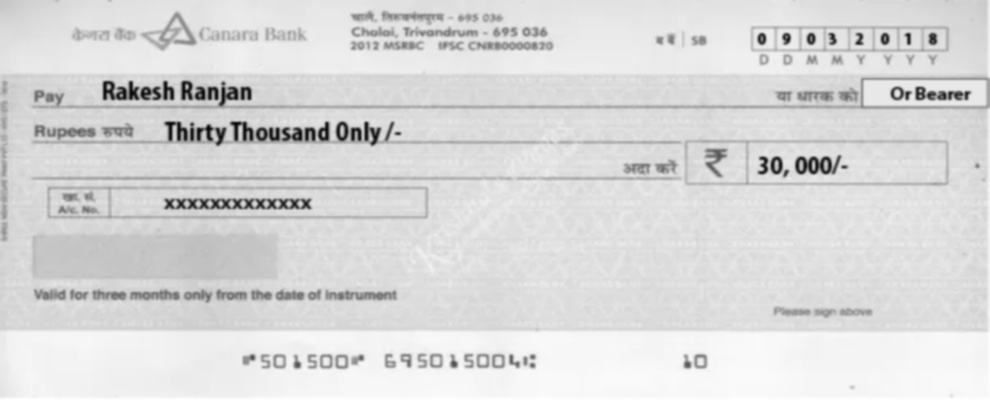 केनरा बैंक Canara Bank
चालै, तिरुवनंतपुरम - 695 036
Chalai, Trivandrum - 695 036
2012 MSRBC IFSC CNRB0000820
ब बैं | SB
0 9 0 3 2 0 1 8
D D M M Y Y Y Y
Pay Rakesh Ranjan या धारक को Or Bearer
Rupees रुपये Thirty Thousand Only /-
अदा करें ₹ 30, 000/-
खा. सं.
A/c. No. xxxxxxxxxxxxx
Valid for three months only from the date of instrument
Please sign above
⑈501500⑈ 695015004⑆ 10